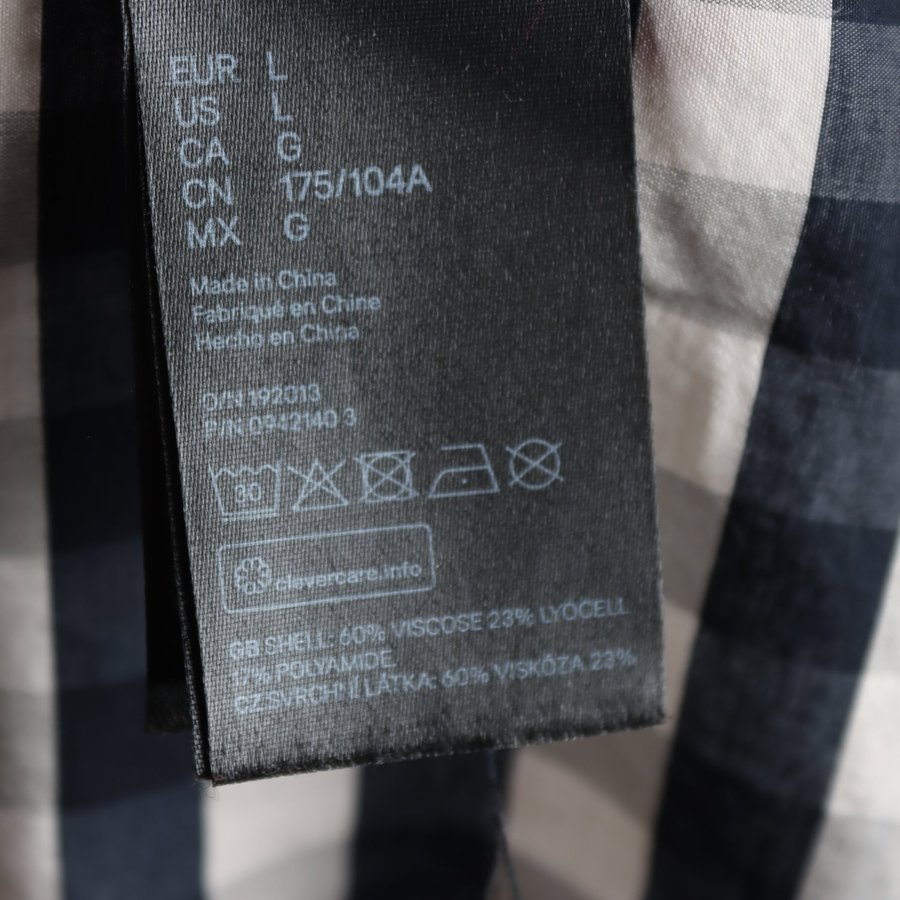 EUR L
US L
CA G
CN 175/104A
MX G
Made in China
Fabriqué en Chine
Hecho en China
O/N 192013
P/N 0942140 3
30
clevercare.info
GB SHELL: 60% VISCOSE 23% LYOCELL
17% POLYAMIDE
CZ SVRCHNÍ LÁTKA: 60% VISKÓZA 23%